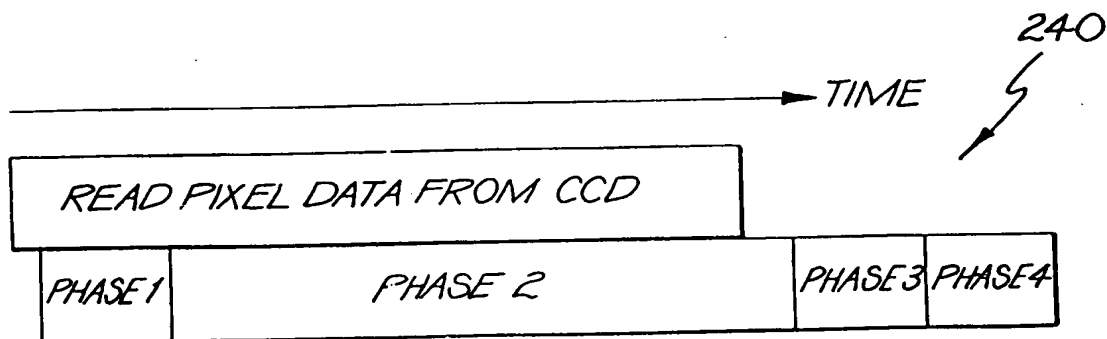 240
TIME
READ PIXEL DATA FROM CCD
PHASE 1 PHASE 2 PHASE 3 PHASE 4